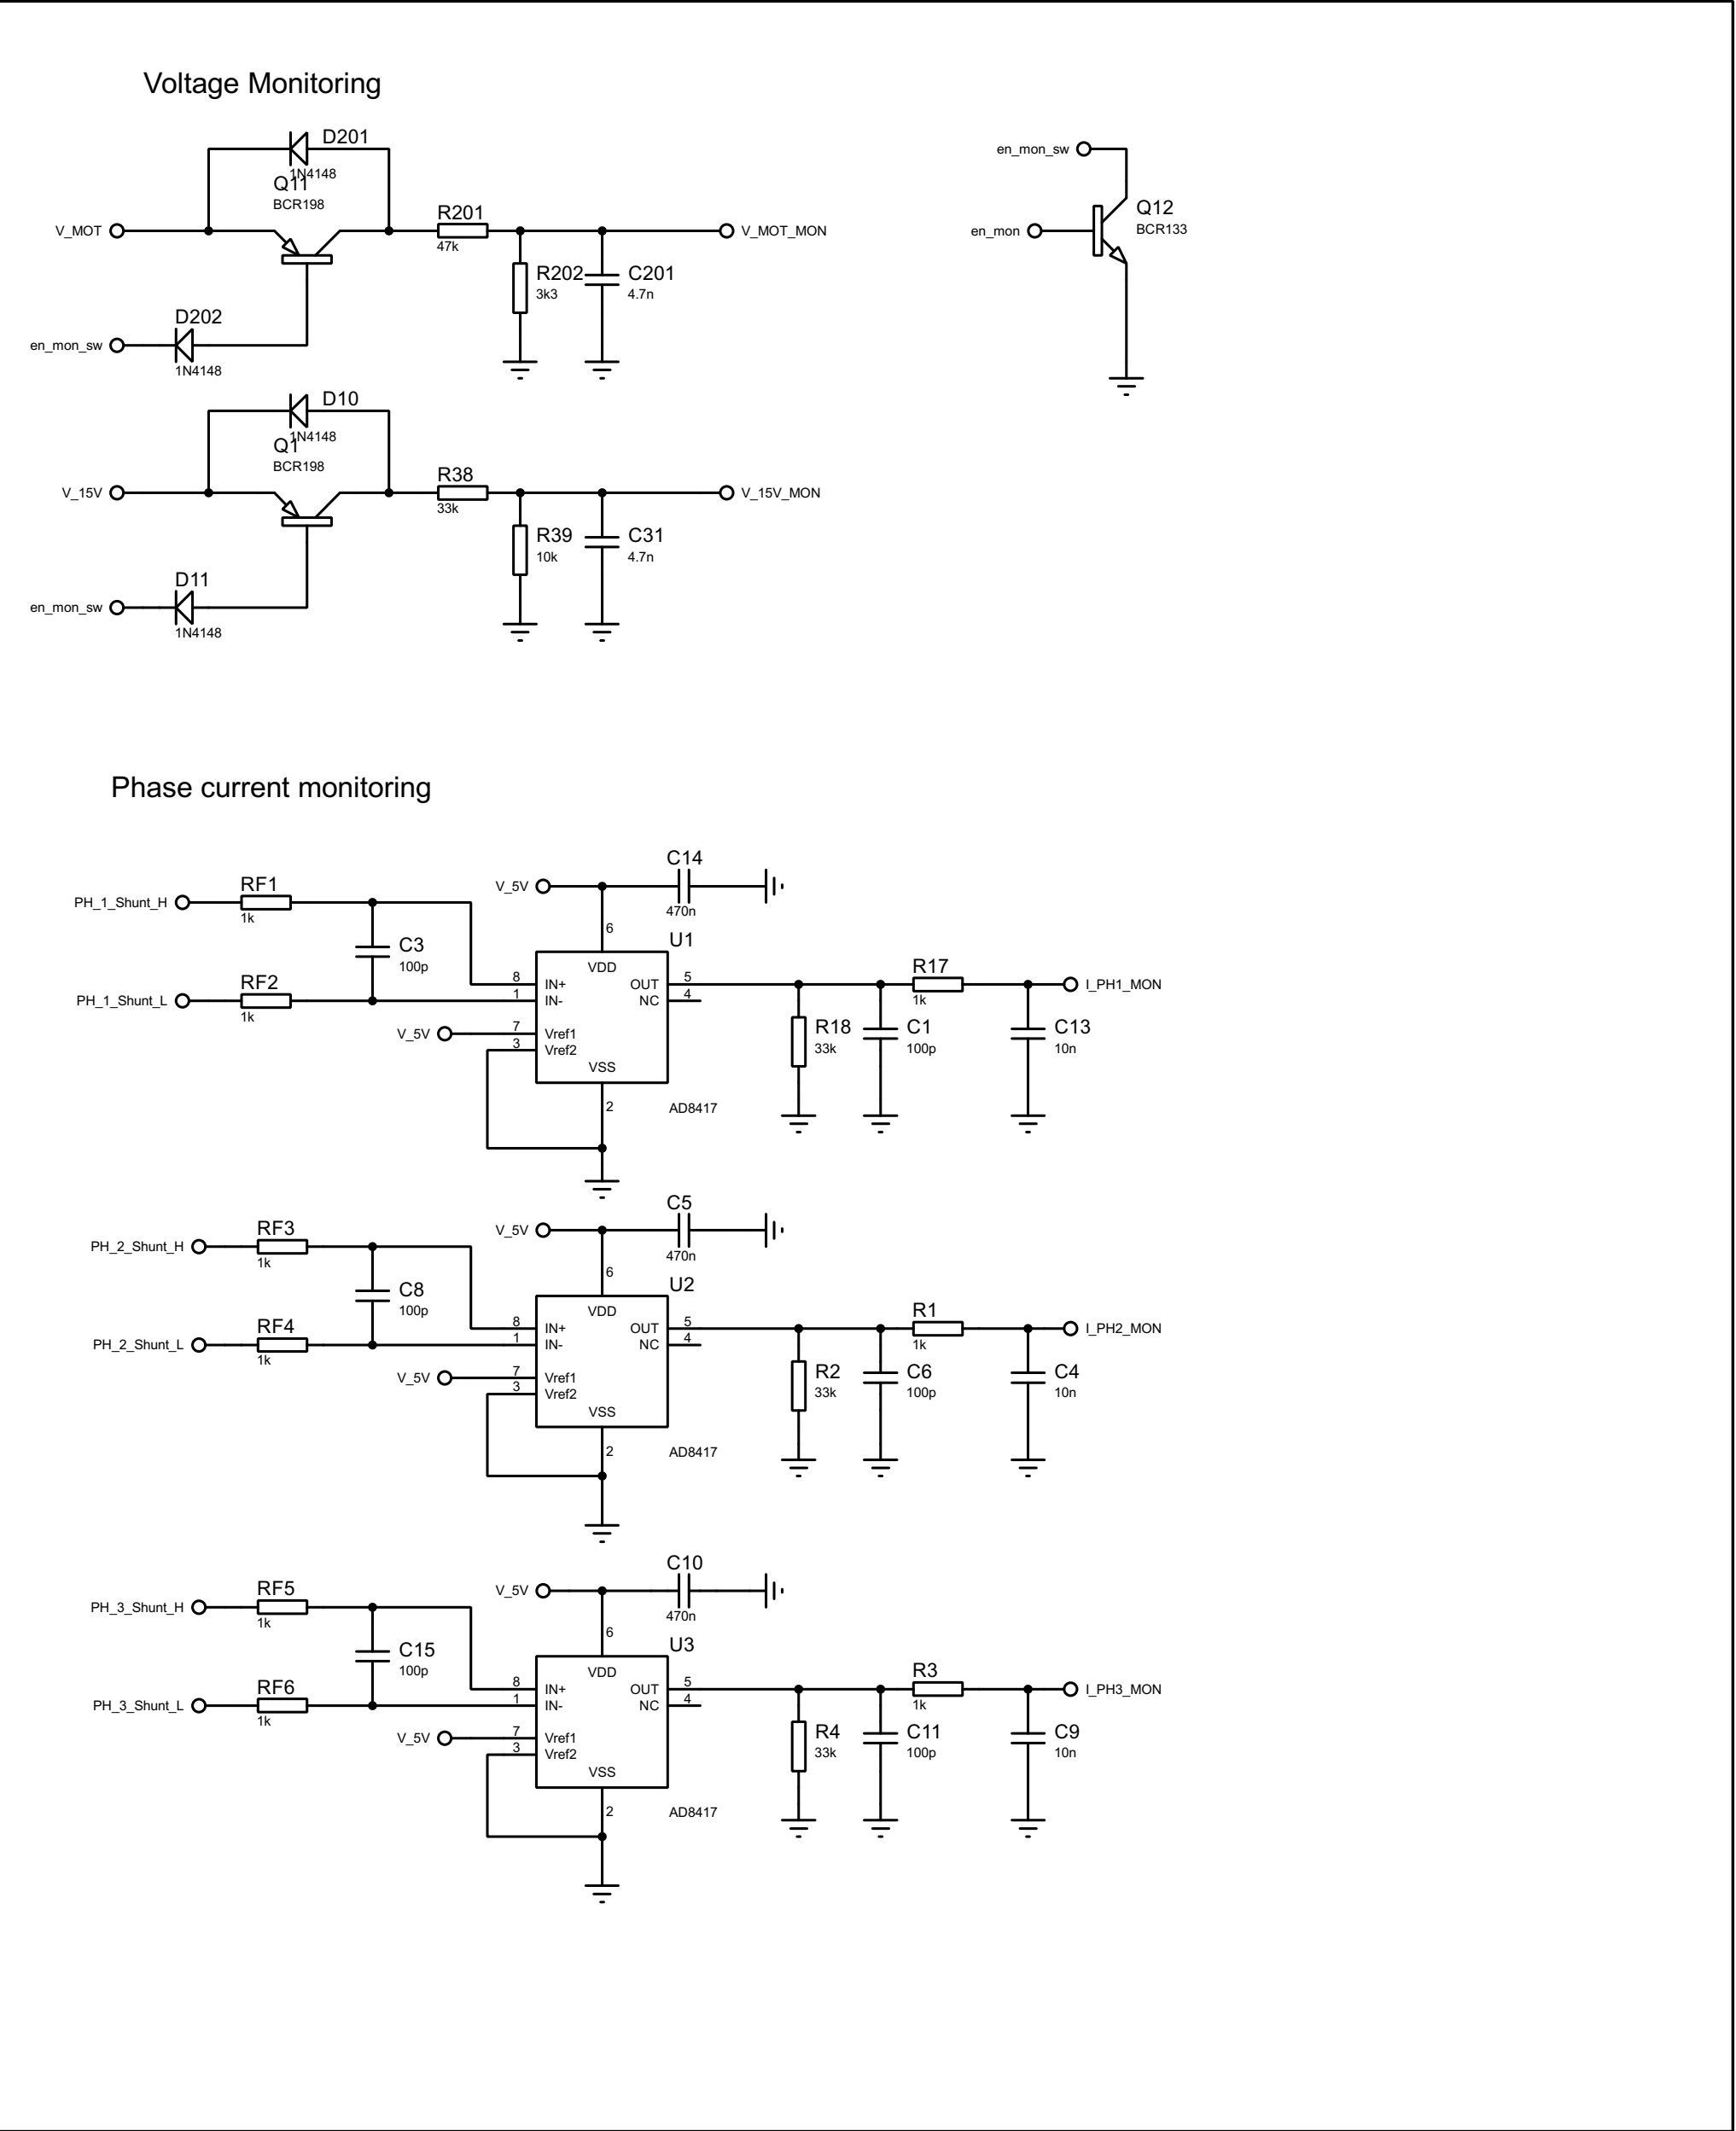 Voltage Monitoring
D201
1N4148
Q11
BCR198
V_MOT
R201
47k
V_MOT_MON
R202
3k3
C201
4.7n
D202
en_mon_sw
1N4148
en_mon_sw
Q12
BCR133
en_mon
D10
1N4148
Q1
BCR198
V_15V
R38
33k
V_15V_MON
R39
10k
C31
4.7n
D11
en_mon_sw
1N4148
Phase current monitoring
PH_1_Shunt_H
RF1
1k
C3
100p
PH_1_Shunt_L
RF2
1k
V_5V
C14
470n
6
U1
VDD
8 IN+
1 IN-
OUT 5
NC 4
V_5V
7 Vref1
3 Vref2
VSS
2
AD8417
R18
33k
C1
100p
R17
1k
C13
10n
I_PH1_MON
PH_2_Shunt_H
RF3
1k
C8
100p
PH_2_Shunt_L
RF4
1k
V_5V
C5
470n
6
U2
VDD
8 IN+
1 IN-
OUT 5
NC 4
V_5V
7 Vref1
3 Vref2
VSS
2
AD8417
R2
33k
C6
100p
R1
1k
C4
10n
I_PH2_MON
PH_3_Shunt_H
RF5
1k
C15
100p
PH_3_Shunt_L
RF6
1k
V_5V
C10
470n
6
U3
VDD
8 IN+
1 IN-
OUT 5
NC 4
V_5V
7 Vref1
3 Vref2
VSS
2
AD8417
R4
33k
C11
100p
R3
1k
C9
10n
I_PH3_MON